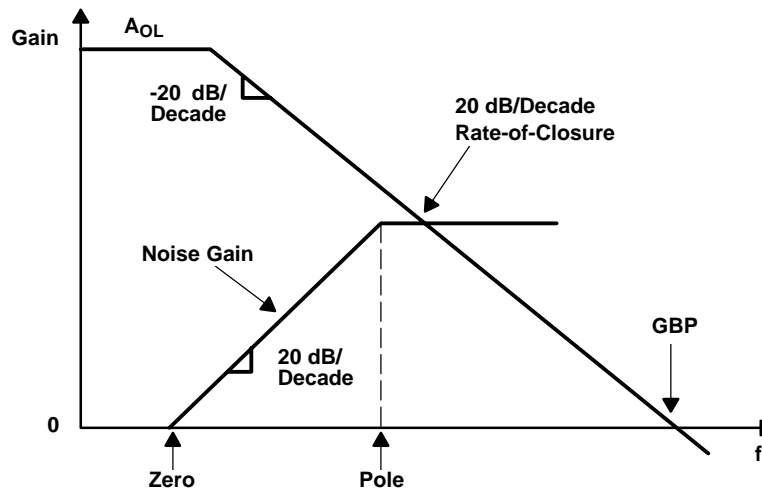 A_OL
Gain
-20 dB/
Decade
20 dB/Decade
Rate-of-Closure
Noise Gain
GBP
20 dB/
Decade
0
f
Zero
Pole